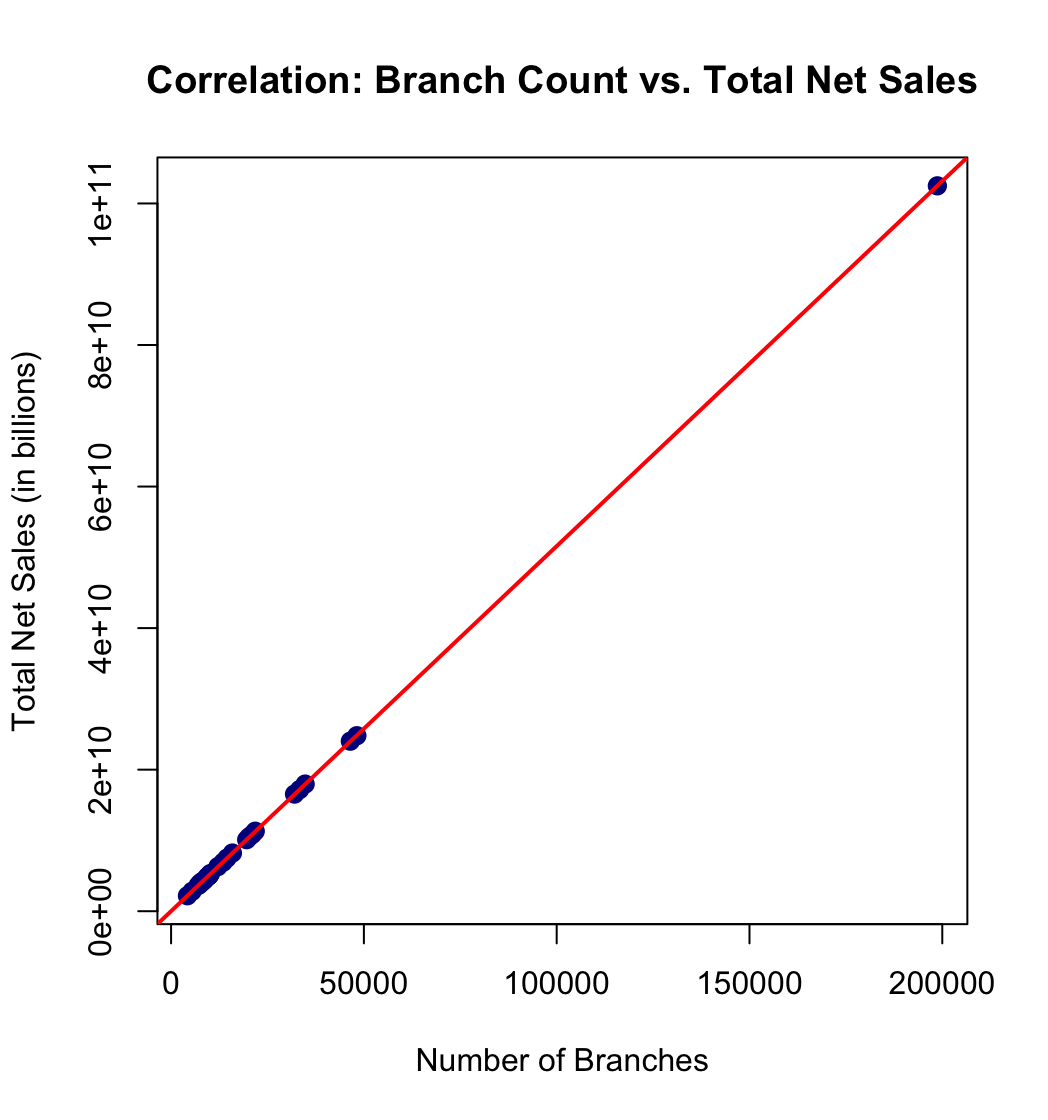 Correlation: Branch Count vs. Total Net Sales
Total Net Sales (in billions)
1e+11
8e+10
6e+10
4e+10
2e+10
0e+00
0 50000 100000 150000 200000
Number of Branches